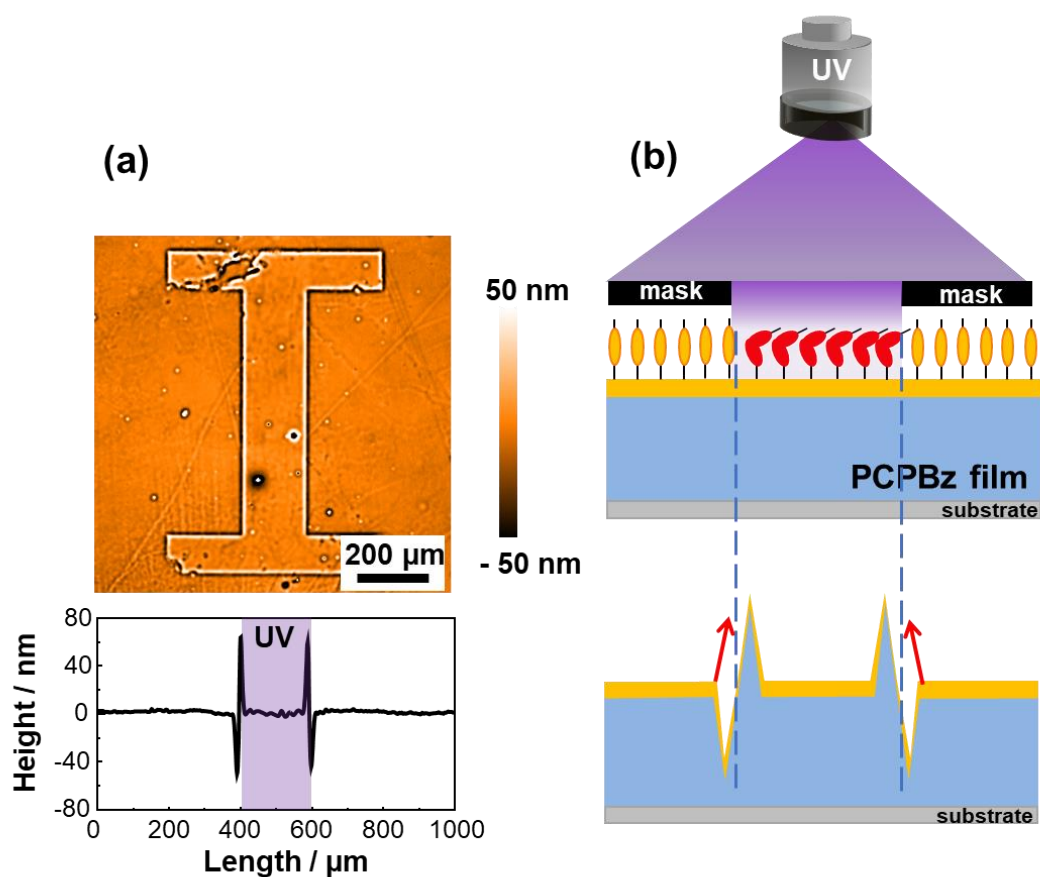 (a)
50 nm
- 50 nm
200 µm
80
40
0
-40
-80
Height / nm
UV
0
200
400
600
800
1000
Length / µm
(b)
UV
mask
mask
PCPBz film
substrate
substrate